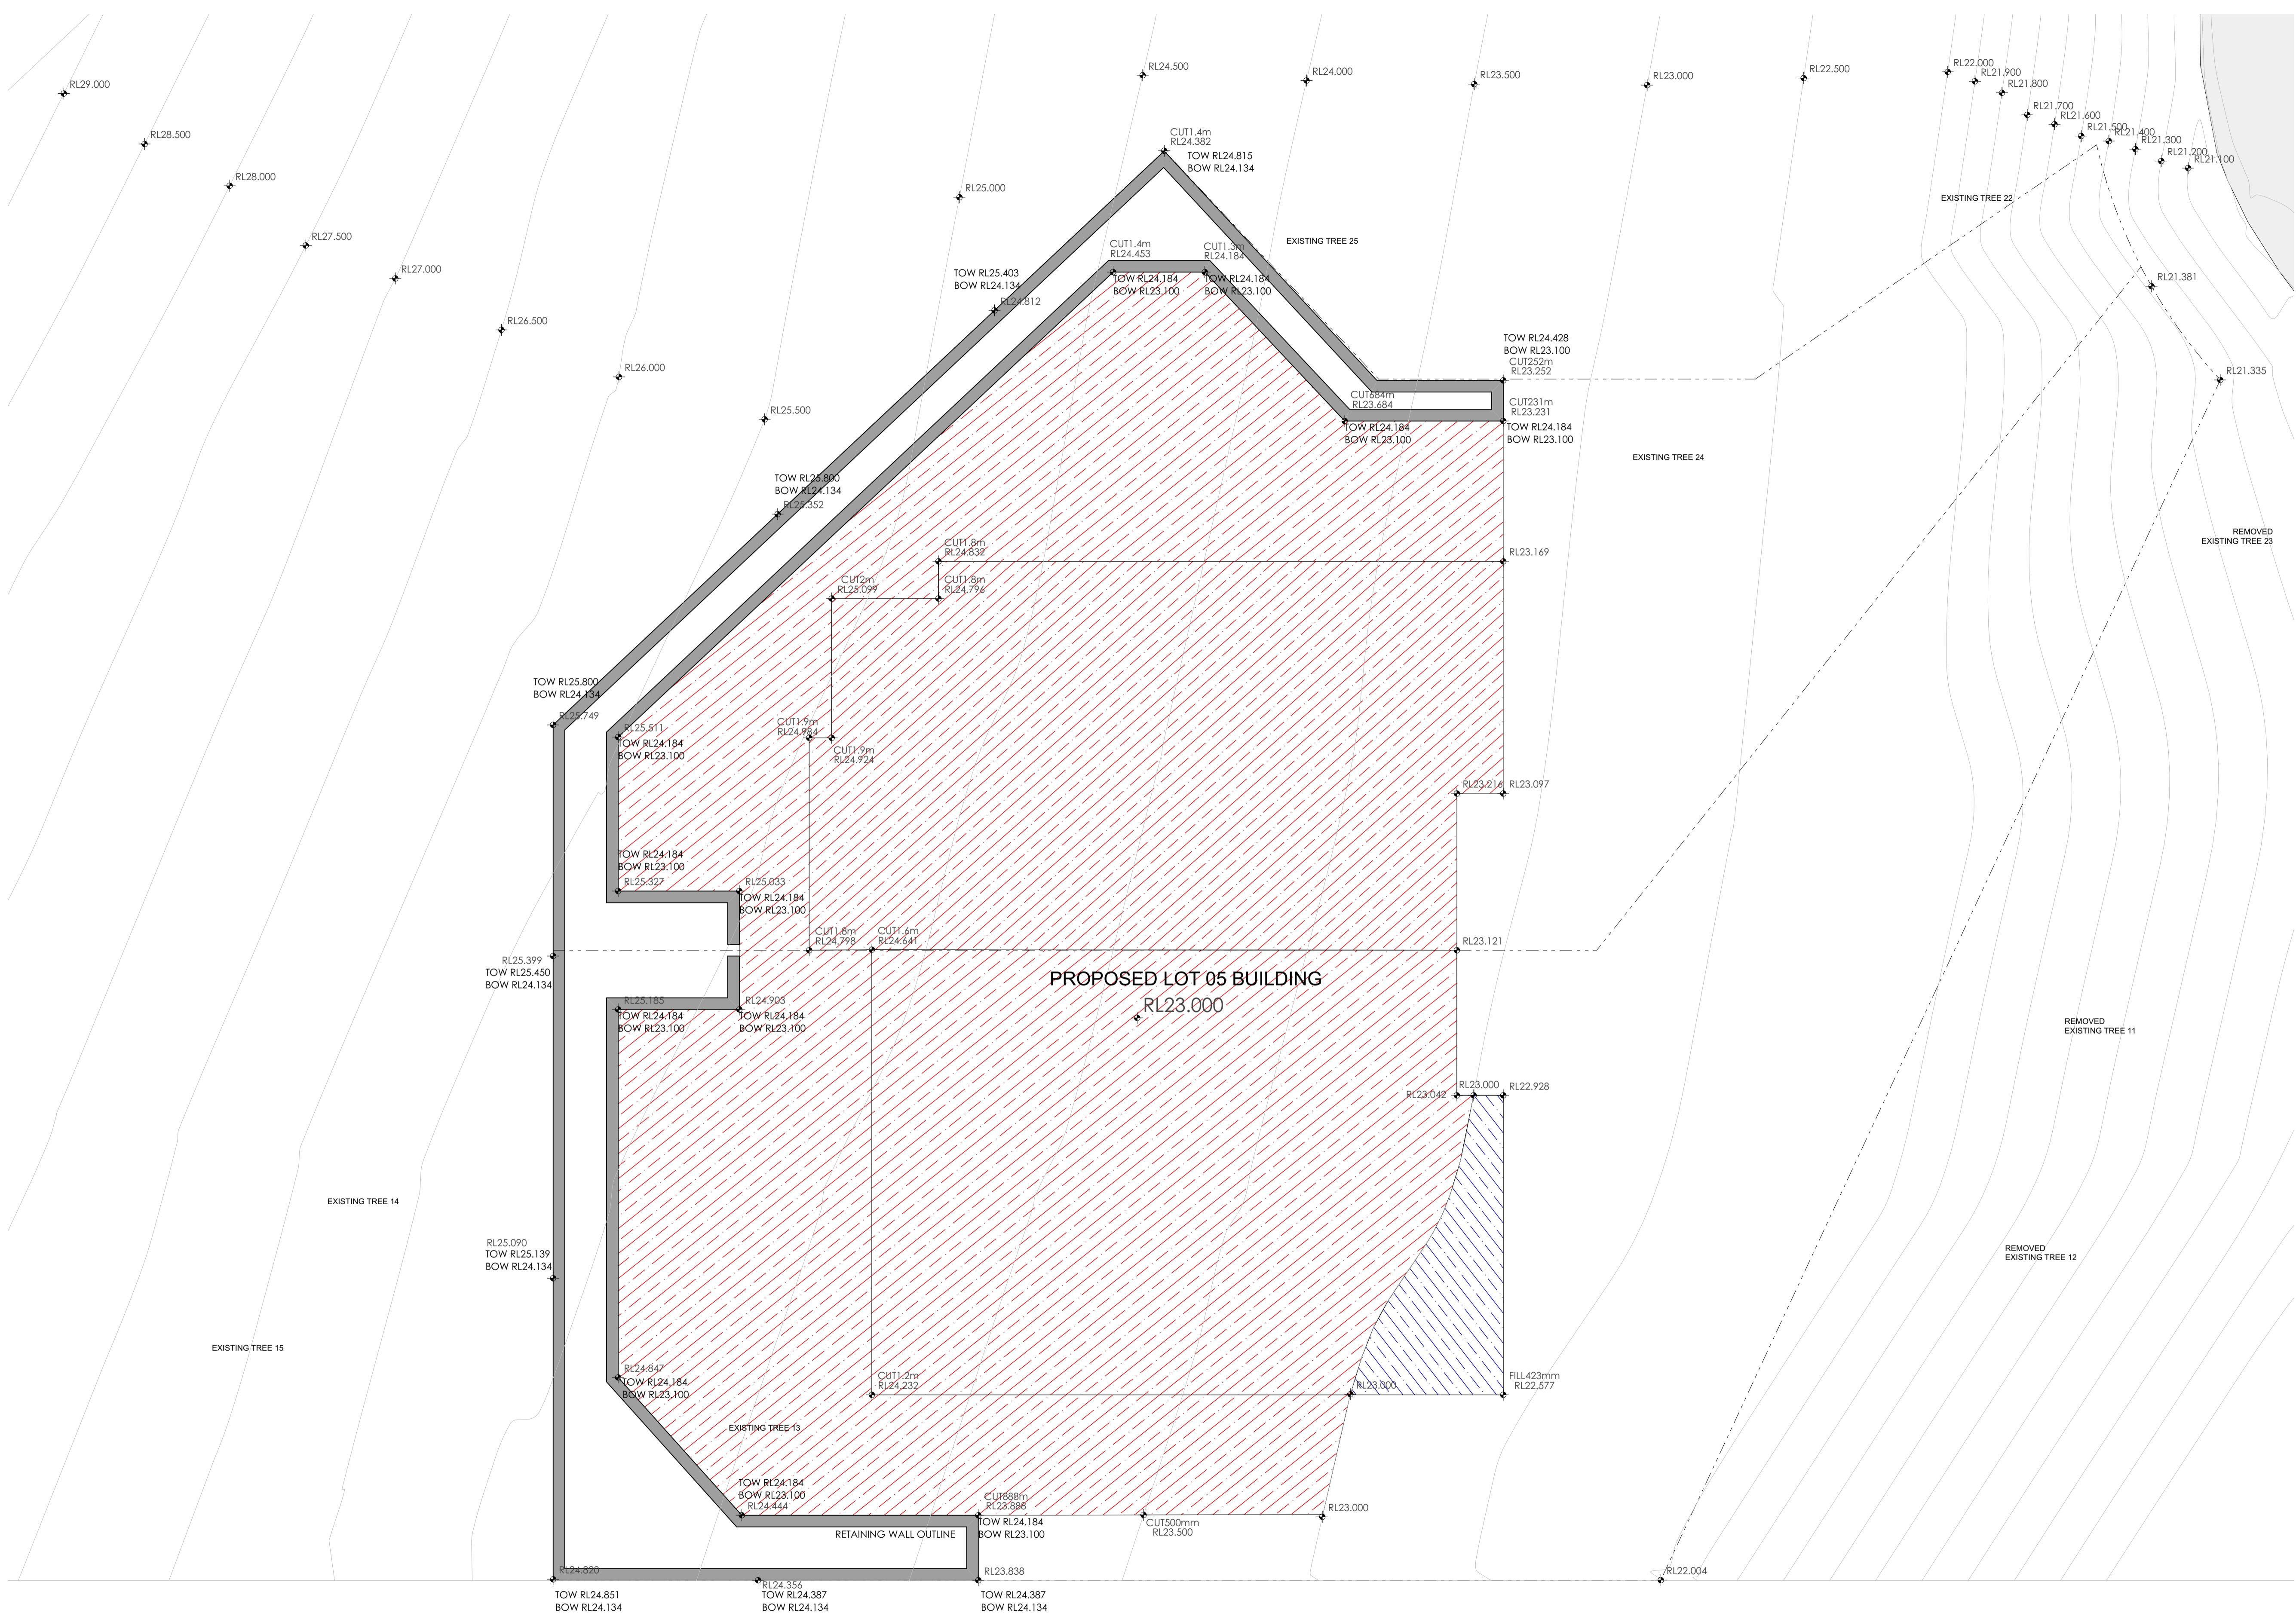 RL24.500
RL24.000
RL23.500
RL23.000
RL22.500
RL22.000
RL21.900
RL21.800
RL21.700
RL21.600
RL21.500
RL21.400
RL21.300
RL21.200
RL21.100
RL29.000
RL28.500
RL28.000
RL27.500
RL27.000
RL26.500
RL26.000
RL25.500
RL25.000
CUT1.4m
RL24.382
TOW RL24.815
BOW RL24.134
EXISTING TREE 22
EXISTING TREE 25
CUT1.4m
RL24.453
CUT1.3m
RL24.184
TOW RL24.184
BOW RL23.100
TOW RL24.184
BOW RL23.100
TOW RL25.403
BOW RL24.134
RL24.812
RL21.381
TOW RL24.428
BOW RL23.100
CUT252m
RL23.252
RL21.335
CUT684m
RL23.684
CUT231m
RL23.231
TOW RL24.184
BOW RL23.100
TOW RL24.184
BOW RL23.100
EXISTING TREE 24
TOW RL25.800
BOW RL24.134
RL25.352
REMOVED
EXISTING TREE 23
CUT1.8m
RL24.832
RL23.169
CUT2m
RL25.099
CUT1.8m
RL24.796
TOW RL25.800
BOW RL24.134
RL25.749
RL25.511
TOW RL24.184
BOW RL23.100
CUT1.9m
RL24.984
CUT1.9m
RL24.924
RL23.216
RL23.097
TOW RL24.184
BOW RL23.100
RL25.327
RL25.033
TOW RL24.184
BOW RL23.100
CUT1.8m
RL24.798
CUT1.6m
RL24.641
RL23.121
RL25.399
TOW RL25.450
BOW RL24.134
PROPOSED LOT 05 BUILDING
RL23.000
RL25.185
TOW RL24.184
BOW RL23.100
RL24.903
TOW RL24.184
BOW RL23.100
REMOVED
EXISTING TREE 11
RL23.042
RL23.000
RL22.928
EXISTING TREE 14
RL25.090
TOW RL25.139
BOW RL24.134
REMOVED
EXISTING TREE 12
EXISTING TREE 15
RL24.847
TOW RL24.184
BOW RL23.100
CUT1.2m
RL24.232
RL23.000
FILL423mm
RL22.577
EXISTING TREE 13
TOW RL24.184
BOW RL23.100
RL24.444
CUT888m
RL23.888
TOW RL24.184
BOW RL23.100
CUT500mm
RL23.500
RL23.000
RETAINING WALL OUTLINE
RL24.820
TOW RL24.851
BOW RL24.134
RL24.356
TOW RL24.387
BOW RL24.134
RL23.838
TOW RL24.387
BOW RL24.134
RL22.004